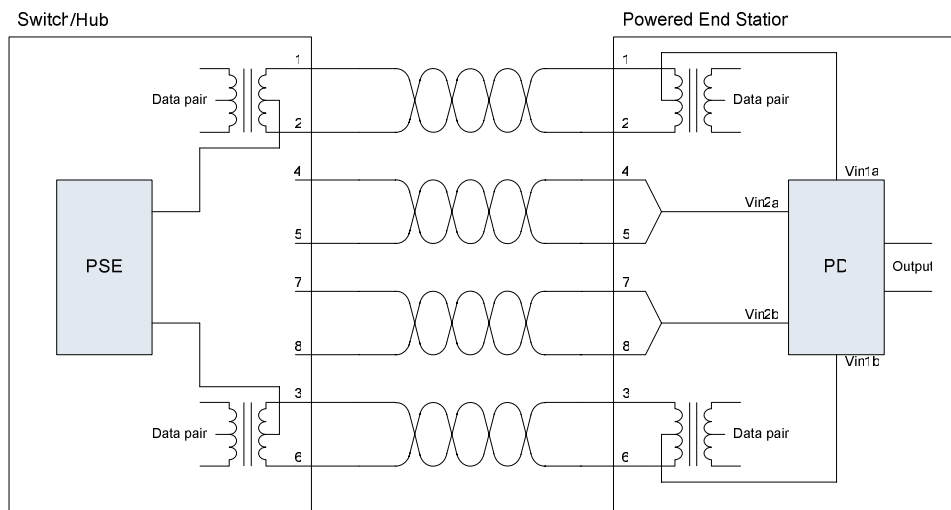 Switch/Hub
Powered End Station
1
Data pair
2
4
5
7
8
3
Data pair
6
PSE
1
Data pair
2
4
Vin1a
Vin2a
5
PD
Output
7
Vin2b
8
Vin1b
3
Data pair
6